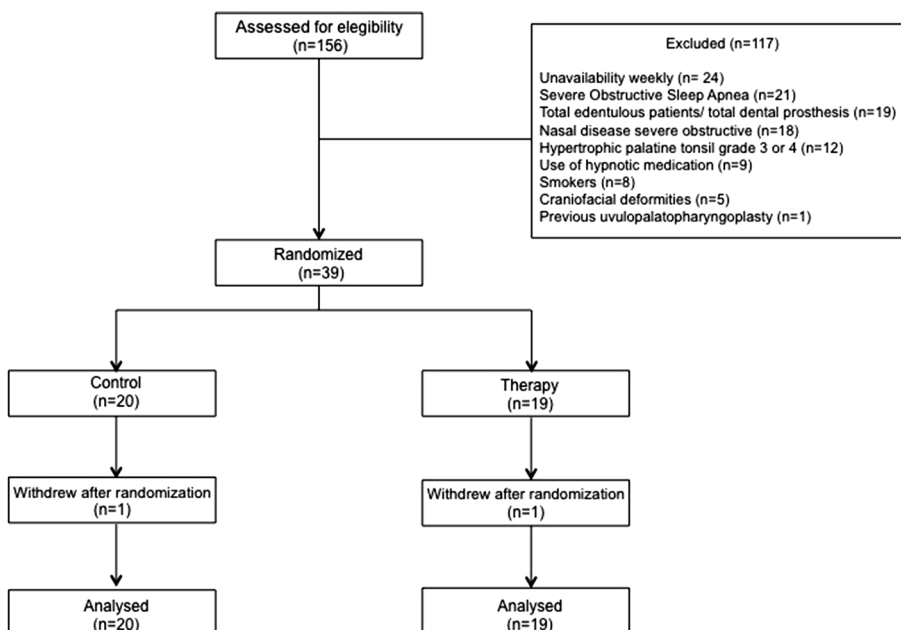 Assessed for elegibility
(n=156)
Excluded (n=117)
Unavailability weekly (n= 24)
Severe Obstructive Sleep Apnea (n=21)
Total edentulous patients/ total dental prosthesis (n=19)
Nasal disease severe obstructive (n=18)
Hypertrophic palatine tonsil grade 3 or 4 (n=12)
Use of hypnotic medication (n=9)
Smokers (n=8)
Craniofacial deformities (n=5)
Previous uvulopalatopharyngoplasty (n=1)
Randomized
(n=39)
Control
(n=20)
Therapy
(n=19)
Withdrew after randomization
(n=1)
Withdrew after randomization
(n=1)
Analysed
(n=20)
Analysed
(n=19)